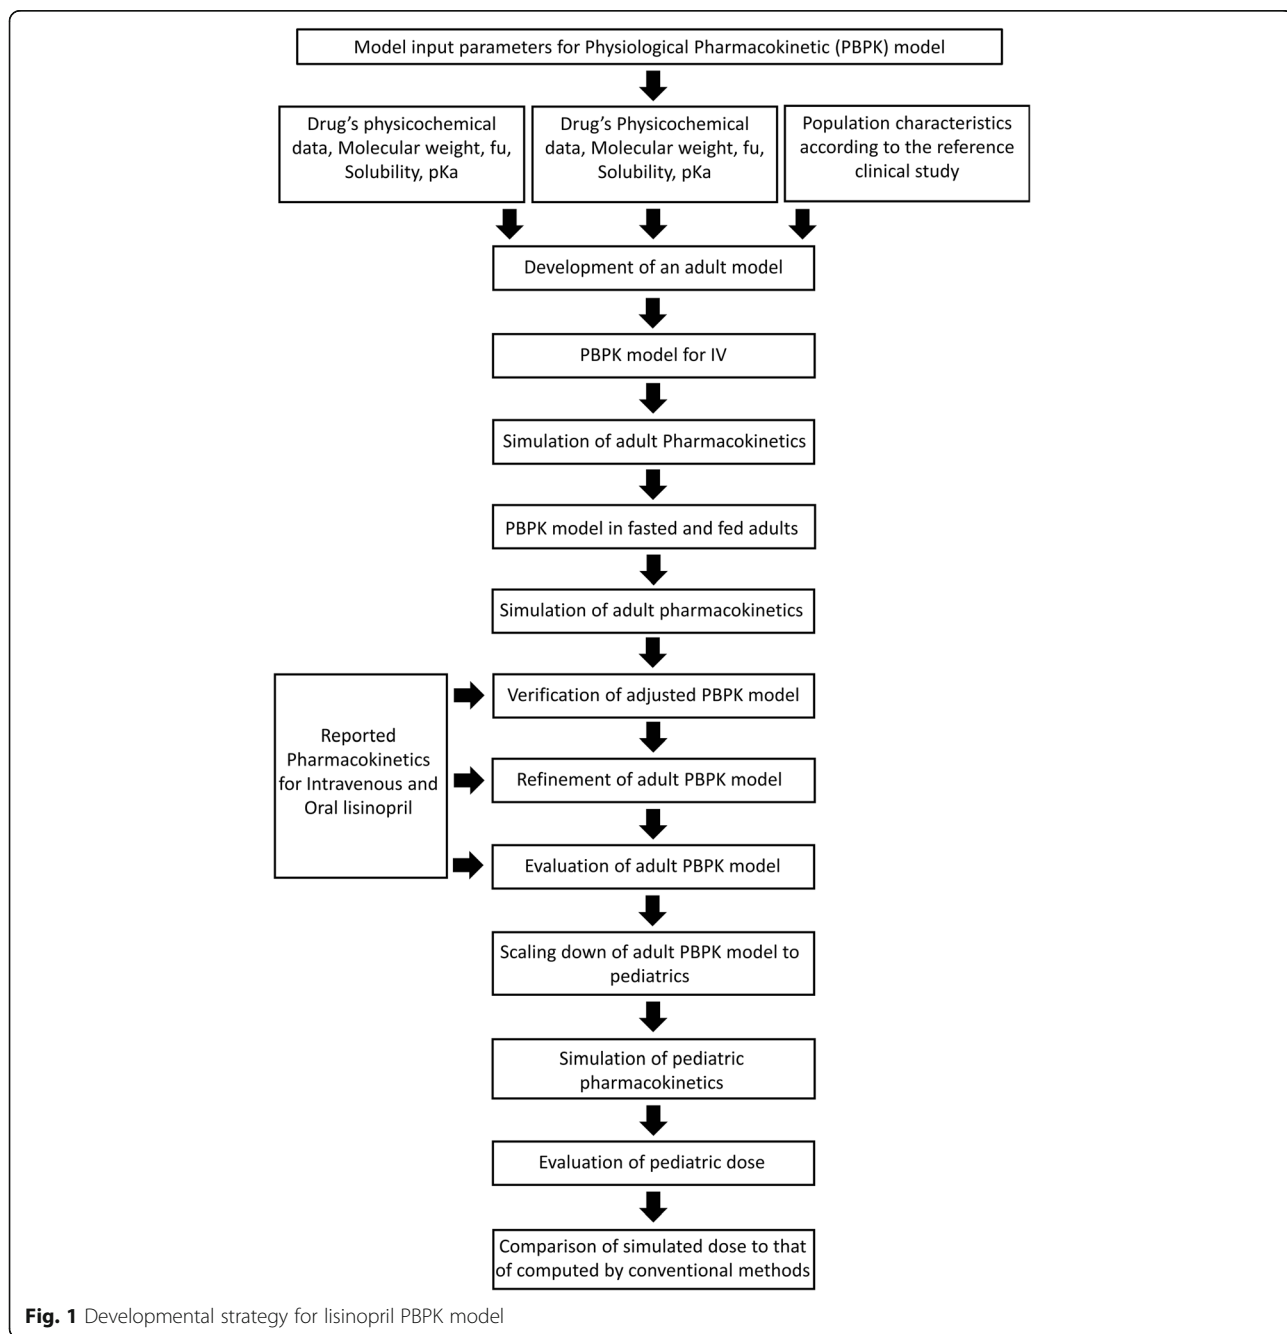 Model input parameters for Physiological Pharmacokinetic (PBPK) model
Drug's physicochemical
data, Molecular weight, fu,
Solubility, pKa
Drug's Physicochemical
data, Molecular weight, fu,
Solubility, pKa
Population characteristics
according to the reference
clinical study
Development of an adult model
PBPK model for IV
Simulation of adult Pharmacokinetics
PBPK model in fasted and fed adults
Simulation of adult pharmacokinetics
Reported
Pharmacokinetics
for Intravenous and
Oral lisinopril
Verification of adjusted PBPK model
Refinement of adult PBPK model
Evaluation of adult PBPK model
Scaling down of adult PBPK model to
pediatrics
Simulation of pediatric
pharmacokinetics
Evaluation of pediatric dose
Comparison of simulated dose to that
of computed by conventional methods
Fig. 1 Developmental strategy for lisinopril PBPK model